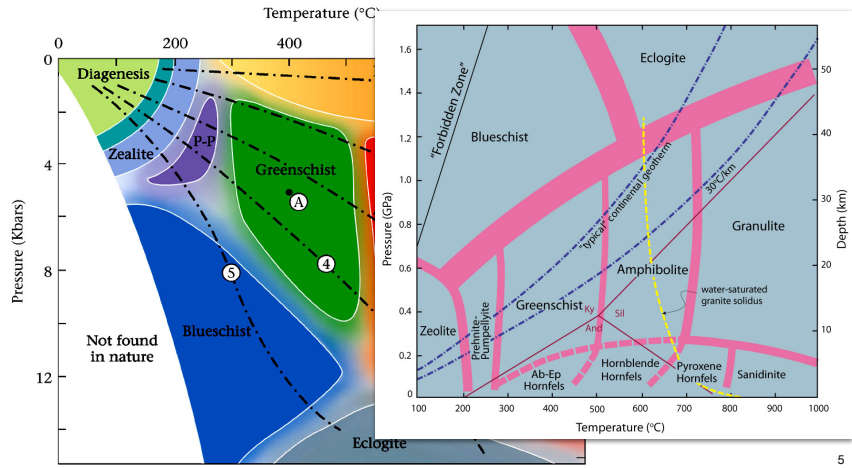 Temperature (°C)
0
200
400
0
4
8
12
Pressure (Kbars)
Diagenesis
Zealite
P-P
Greenschist
A
4
5
Blueschist
Not found
in nature
Eclogite
1.6
1.4
1.2
1.0
0.8
0.6
0.4
0.2
0
Pressure (GPa)
"Forbidden Zone"
Blueschist
Eclogite
"typical" continental geotherm
30°C/km
Granulite
Amphibolite
water-saturated
granite solidus
Greenschist
Ky
Sil
And
Zeolite
Prehnite-
Pumpellyite
Ab-Ep
Hornfels
Hornblende
Hornfels
Pyroxene
Hornfels
Sanidinite
50
40
30
20
10
Depth (km)
100
200
300
400
500
600
700
800
900
1000
Temperature (°C)
5